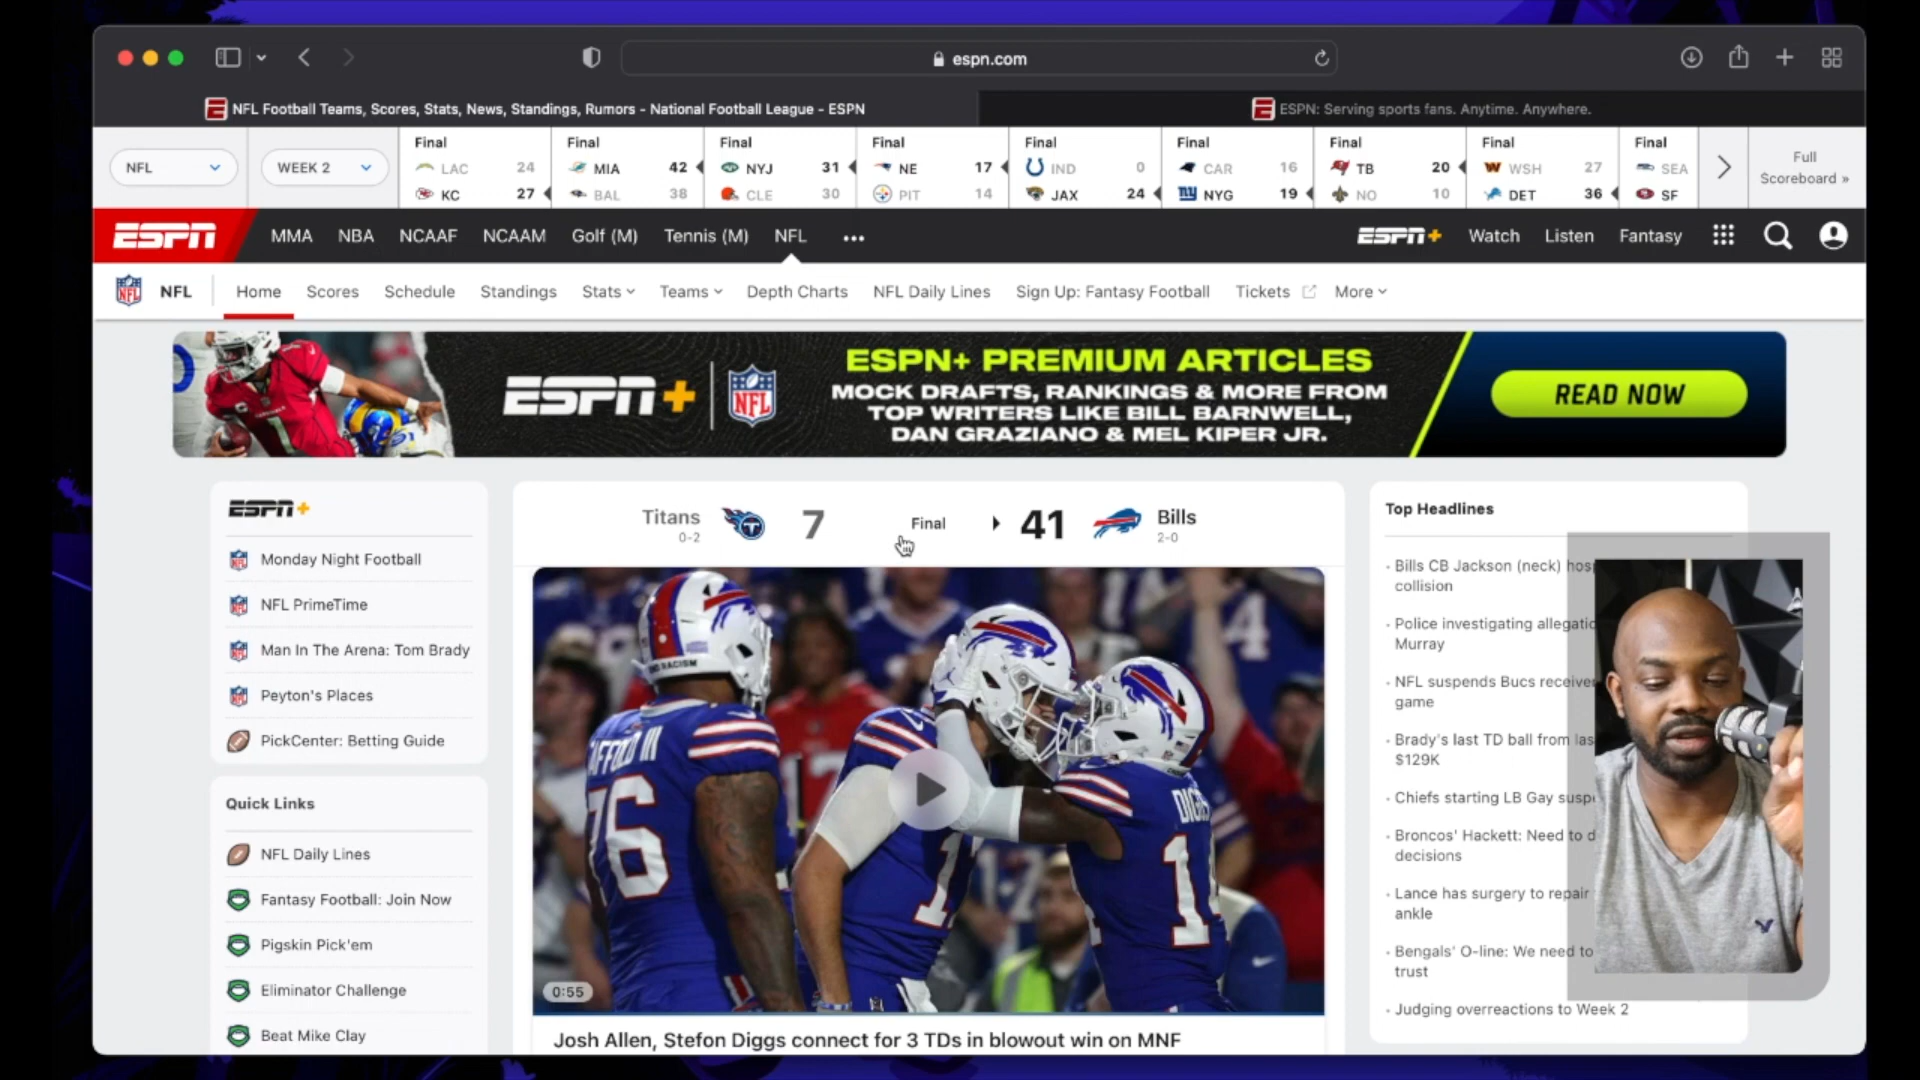 espn.com
NFL Football Teams, Scores, Stats, News, Standings, Rumors - National Football League - ESPN
ESPN: Serving sports fans. Anytime. Anywhere.
NFL
WEEK 2
Final
LAC 24
KC 27
Final
MIA 42
BAL 38
Final
NYJ 31
CLE 30
Final
NE 17
PIT 14
Final
IND 0
JAX 24
Final
CAR 16
NYG 19
Final
TB 20
NO 10
Final
WSH 27
DET 36
Final
SEA
SF
Full
Scoreboard »
ESPN MMA NBA NCAAF NCAAM Golf (M) Tennis (M) NFL ••• ESPN+ Watch Listen Fantasy
NFL NFL Home Scores Schedule Standings Stats Teams Depth Charts NFL Daily Lines Sign Up: Fantasy Football Tickets More
ESPN+ NFL
ESPN+ PREMIUM ARTICLES
MOCK DRAFTS, RANKINGS & MORE FROM
TOP WRITERS LIKE BILL BARNWELL,
DAN GRAZIANO & MEL KIPER JR.
READ NOW
ESPN+
Monday Night Football
NFL PrimeTime
Man In The Arena: Tom Brady
Peyton's Places
PickCenter: Betting Guide
Quick Links
NFL Daily Lines
Fantasy Football: Join Now
Pigskin Pick'em
Eliminator Challenge
Beat Mike Clay
Titans 7 Final 41 Bills
0-2 2-0
76
14
0:55
Josh Allen, Stefon Diggs connect for 3 TDs in blowout win on MNF
Top Headlines
Bills CB Jackson (neck)
collision
Police investigating
Murray
NFL suspends Bucs
game
Brady's last TD ball from
$129K
Chiefs starting LB Gay
Broncos' Hackett: Need to
decisions
Lance has surgery to repair
ankle
Bengals' O-line: We need to
trust
Judging overreactions to Week 2